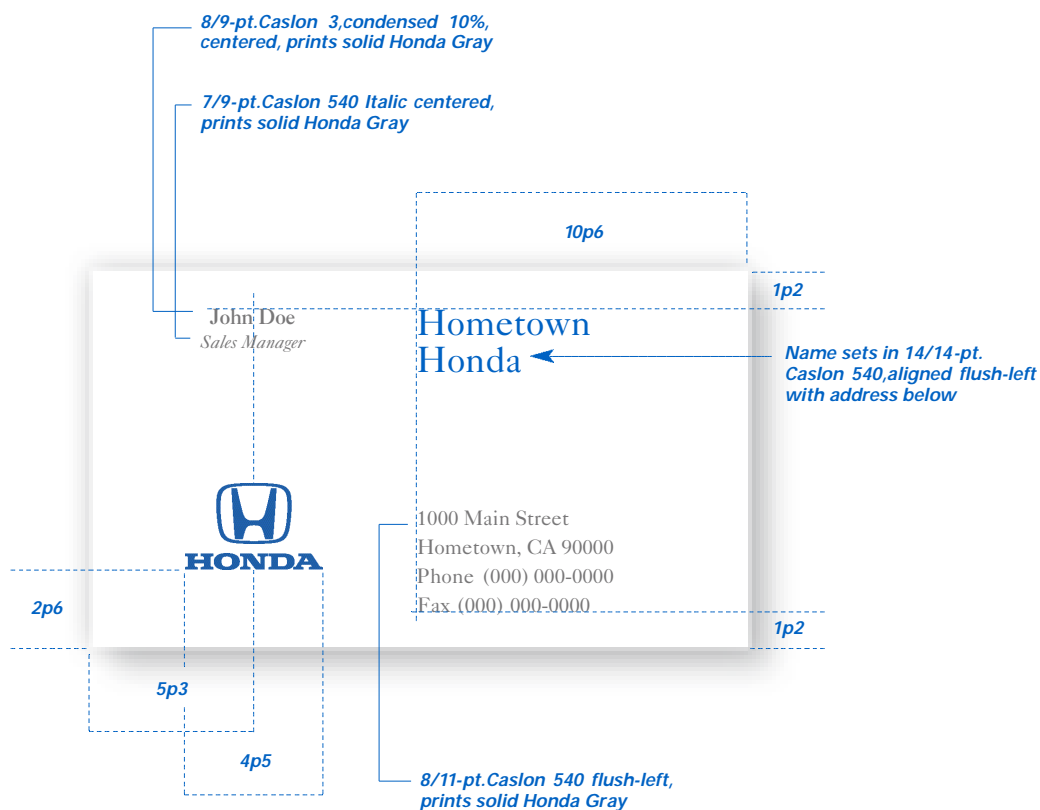 8/9-pt.Caslon 3,condensed 10%,
centered, prints solid Honda Gray
7/9-pt.Caslon 540 Italic centered,
prints solid Honda Gray
10p6
1p2
John Doe
Sales Manager
Hometown
Honda
Name sets in 14/14-pt.
Caslon 540,aligned flush-left
with address below
HONDA
1000 Main Street
Hometown, CA 90000
Phone (000) 000-0000
Fax (000) 000-0000
2p6
1p2
5p3
4p5
8/11-pt.Caslon 540 flush-left,
prints solid Honda Gray